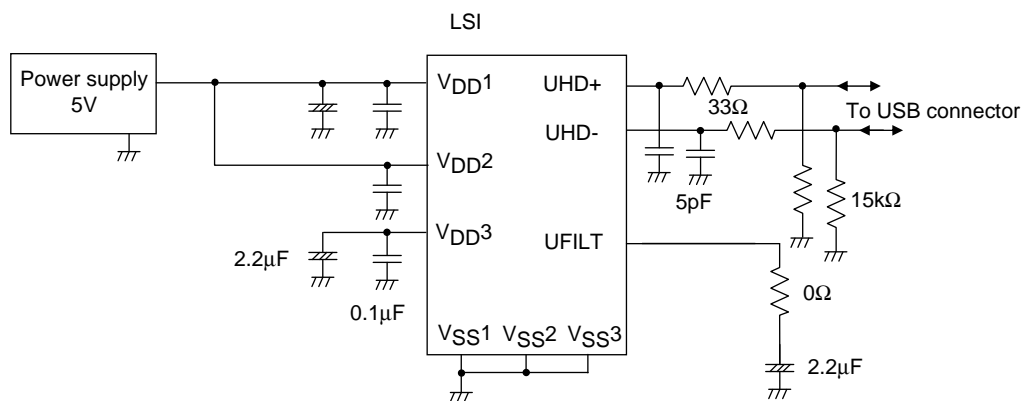 LSI
Power supply
5V
VDD1
VDD2
VDD3
2.2μF
0.1μF
VSS1 VSS2 VSS3
UHD+
UHD-
UFILT
33Ω
To USB connector
5pF
15kΩ
0Ω
2.2μF